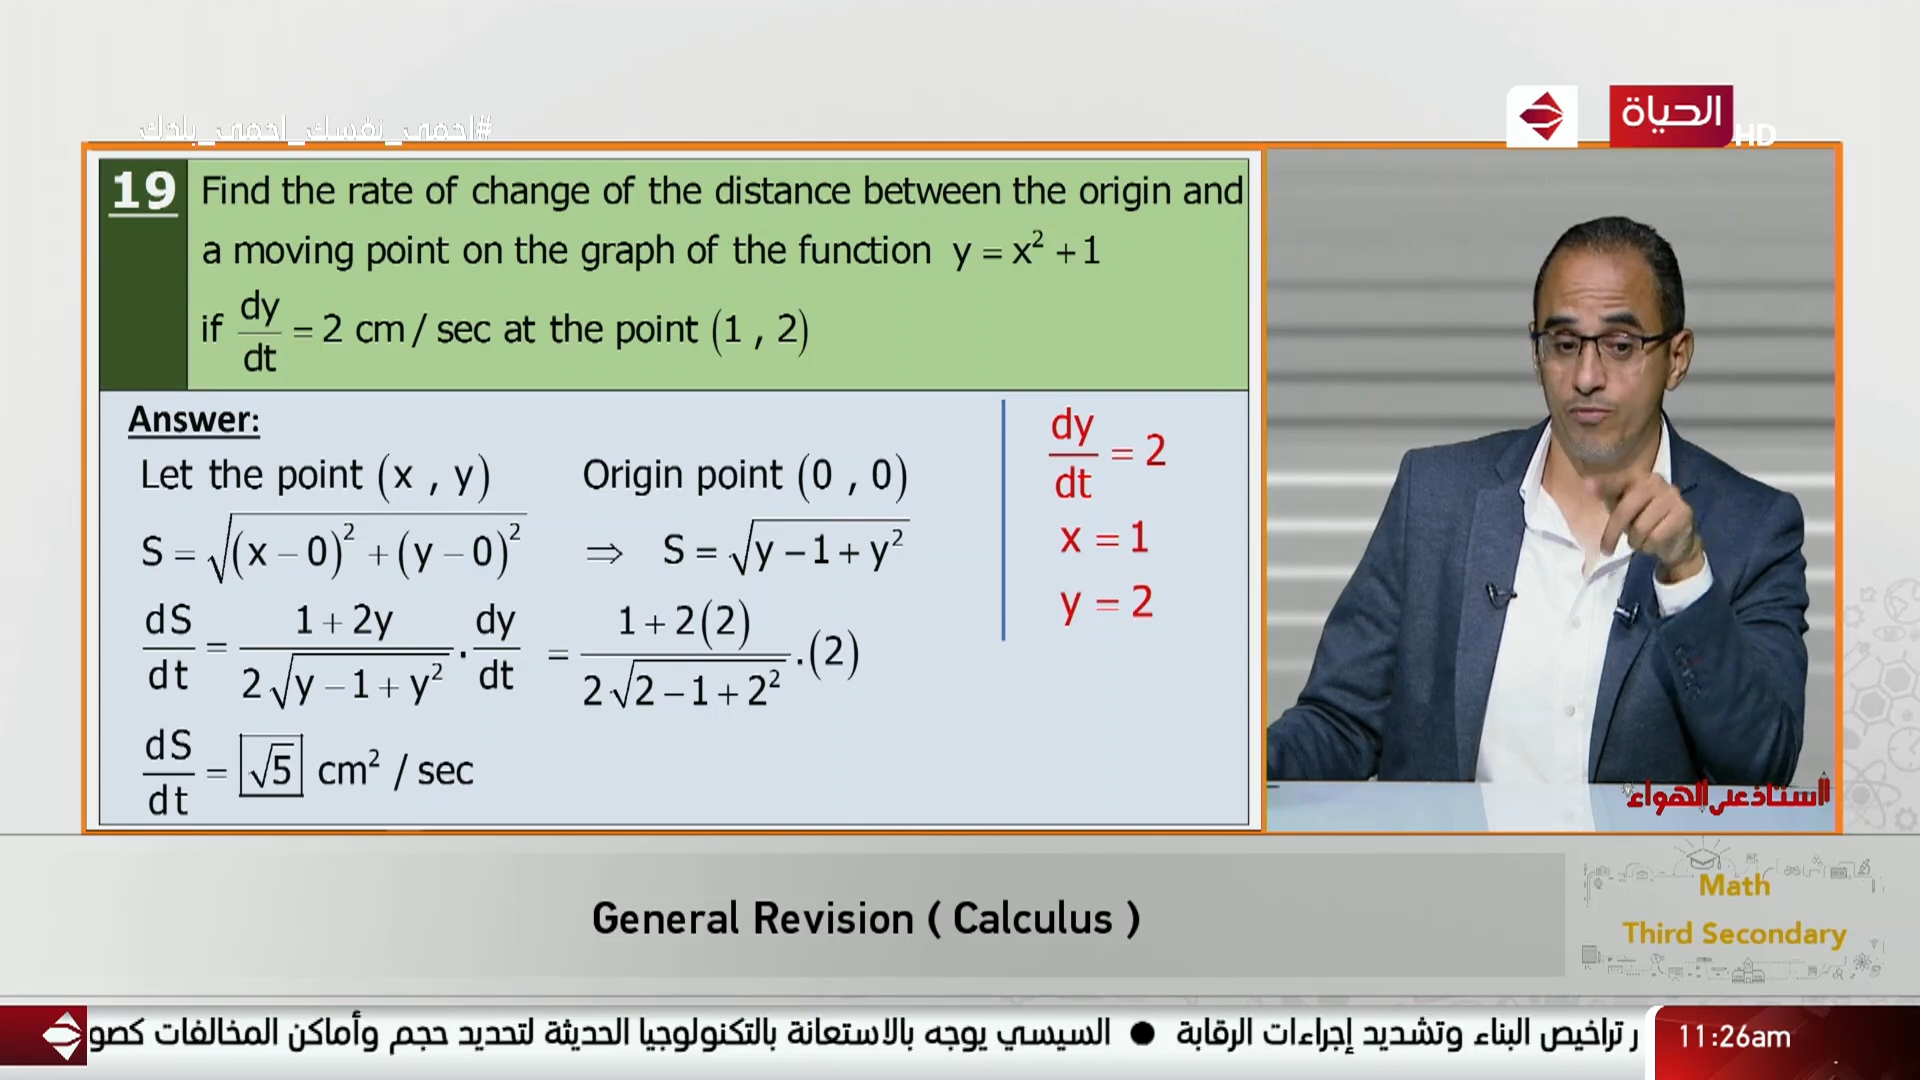 #احمي_نفسك_احمي_بلدك
الحياة
HD
19
Find the rate of change of the distance between the origin and
a moving point on the graph of the function y = x² + 1
if dy/dt = 2 cm / sec at the point (1 , 2)
Answer:
Let the point (x , y) Origin point (0 , 0)
S = √((x − 0)² + (y − 0)²) ⇒ S = √(y − 1 + y²)
dS/dt = (1 + 2y)/(2√(y − 1 + y²)) . dy/dt = (1 + 2(2))/(2√(2 − 1 + 2²)) .(2)
dS/dt = √5 cm² / sec
dy/dt = 2
x = 1
y = 2
أستاذ على الهواء
General Revision ( Calculus )
Math
Third Secondary
ر تراخيص البناء وتشديد إجراءات الرقابة ● السيسي يوجه بالاستعانة بالتكنولوجيا الحديثة لتحديد حجم وأماكن المخالفات كصو
11:26am